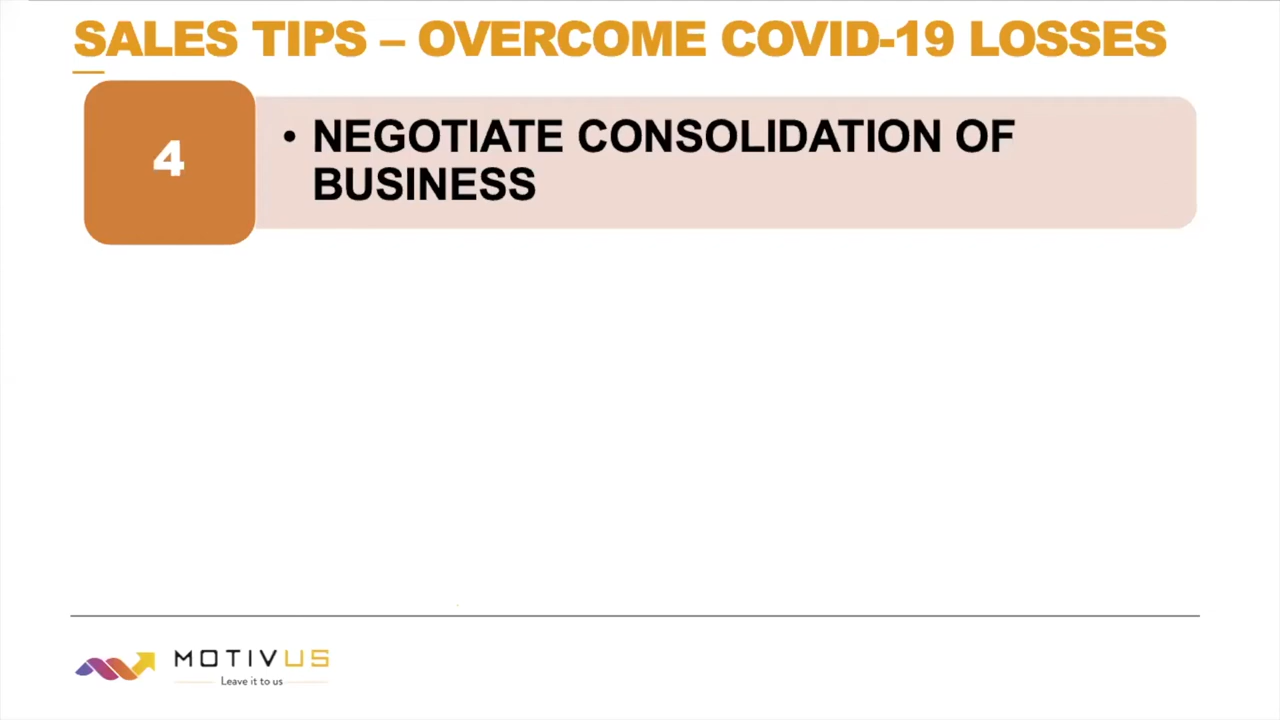 SALES TIPS – OVERCOME COVID-19 LOSSES
4
• NEGOTIATE CONSOLIDATION OF
BUSINESS
MOTIVUS
Leave it to us